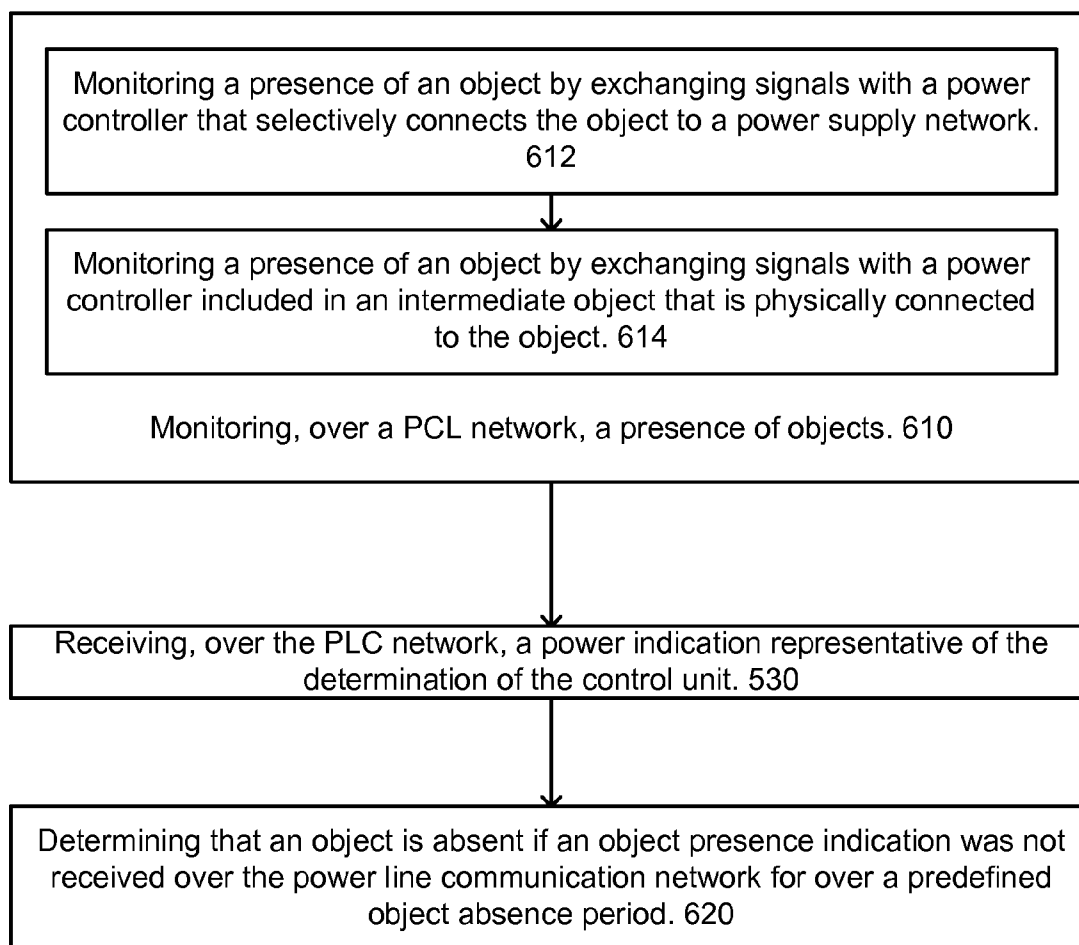 Monitoring a presence of an object by exchanging signals with a power
controller that selectively connects the object to a power supply network.
612
Monitoring a presence of an object by exchanging signals with a power
controller included in an intermediate object that is physically connected
to the object. 614
Monitoring, over a PCL network, a presence of objects. 610
Receiving, over the PLC network, a power indication representative of the
determination of the control unit. 530
Determining that an object is absent if an object presence indication was not
received over the power line communication network for over a predefined
object absence period. 620